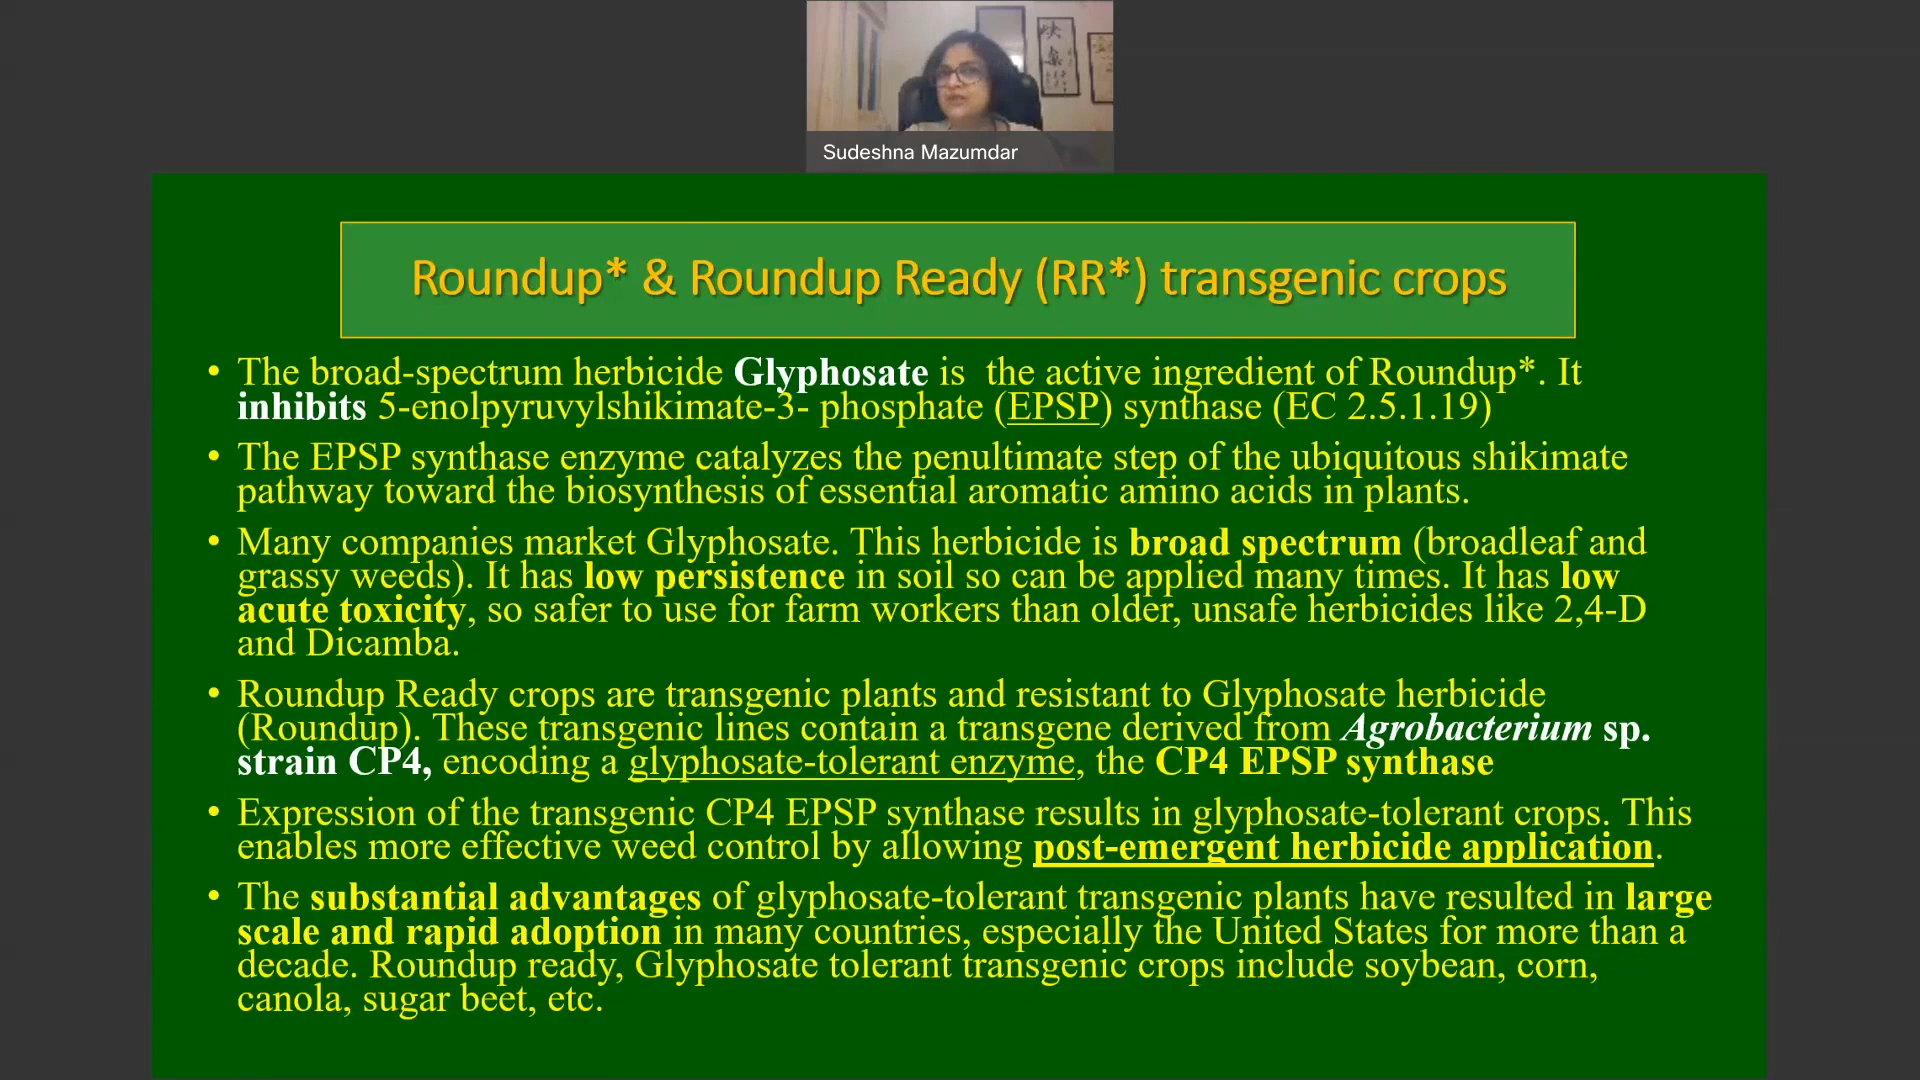 Sudeshna Mazumdar
Roundup* & Roundup Ready (RR*) transgenic crops
• The broad-spectrum herbicide Glyphosate is the active ingredient of Roundup*. It
inhibits 5-enolpyruvylshikimate-3- phosphate (EPSP) synthase (EC 2.5.1.19)
• The EPSP synthase enzyme catalyzes the penultimate step of the ubiquitous shikimate
pathway toward the biosynthesis of essential aromatic amino acids in plants.
• Many companies market Glyphosate. This herbicide is broad spectrum (broadleaf and
grassy weeds). It has low persistence in soil so can be applied many times. It has low
acute toxicity, so safer to use for farm workers than older, unsafe herbicides like 2,4-D
and Dicamba.
• Roundup Ready crops are transgenic plants and resistant to Glyphosate herbicide
(Roundup). These transgenic lines contain a transgene derived from Agrobacterium sp.
strain CP4, encoding a glyphosate-tolerant enzyme, the CP4 EPSP synthase
• Expression of the transgenic CP4 EPSP synthase results in glyphosate-tolerant crops. This
enables more effective weed control by allowing post-emergent herbicide application.
• The substantial advantages of glyphosate-tolerant transgenic plants have resulted in large
scale and rapid adoption in many countries, especially the United States for more than a
decade. Roundup ready, Glyphosate tolerant transgenic crops include soybean, corn,
canola, sugar beet, etc.